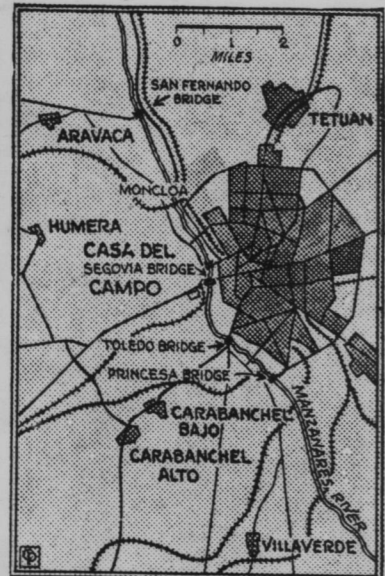 0 1 2
MILES
SAN FERNANDO
BRIDGE
TETUAN
ARAVACA
MONCLOA
HUMERA
CASA DEL
SEGOVIA BRIDGE
CAMPO
TOLEDO BRIDGE
PRINCESA BRIDGE
CARABANCHEL
BAJO
CARABANCHEL
ALTO
MANZANARES RIVER
VILLAVERDE